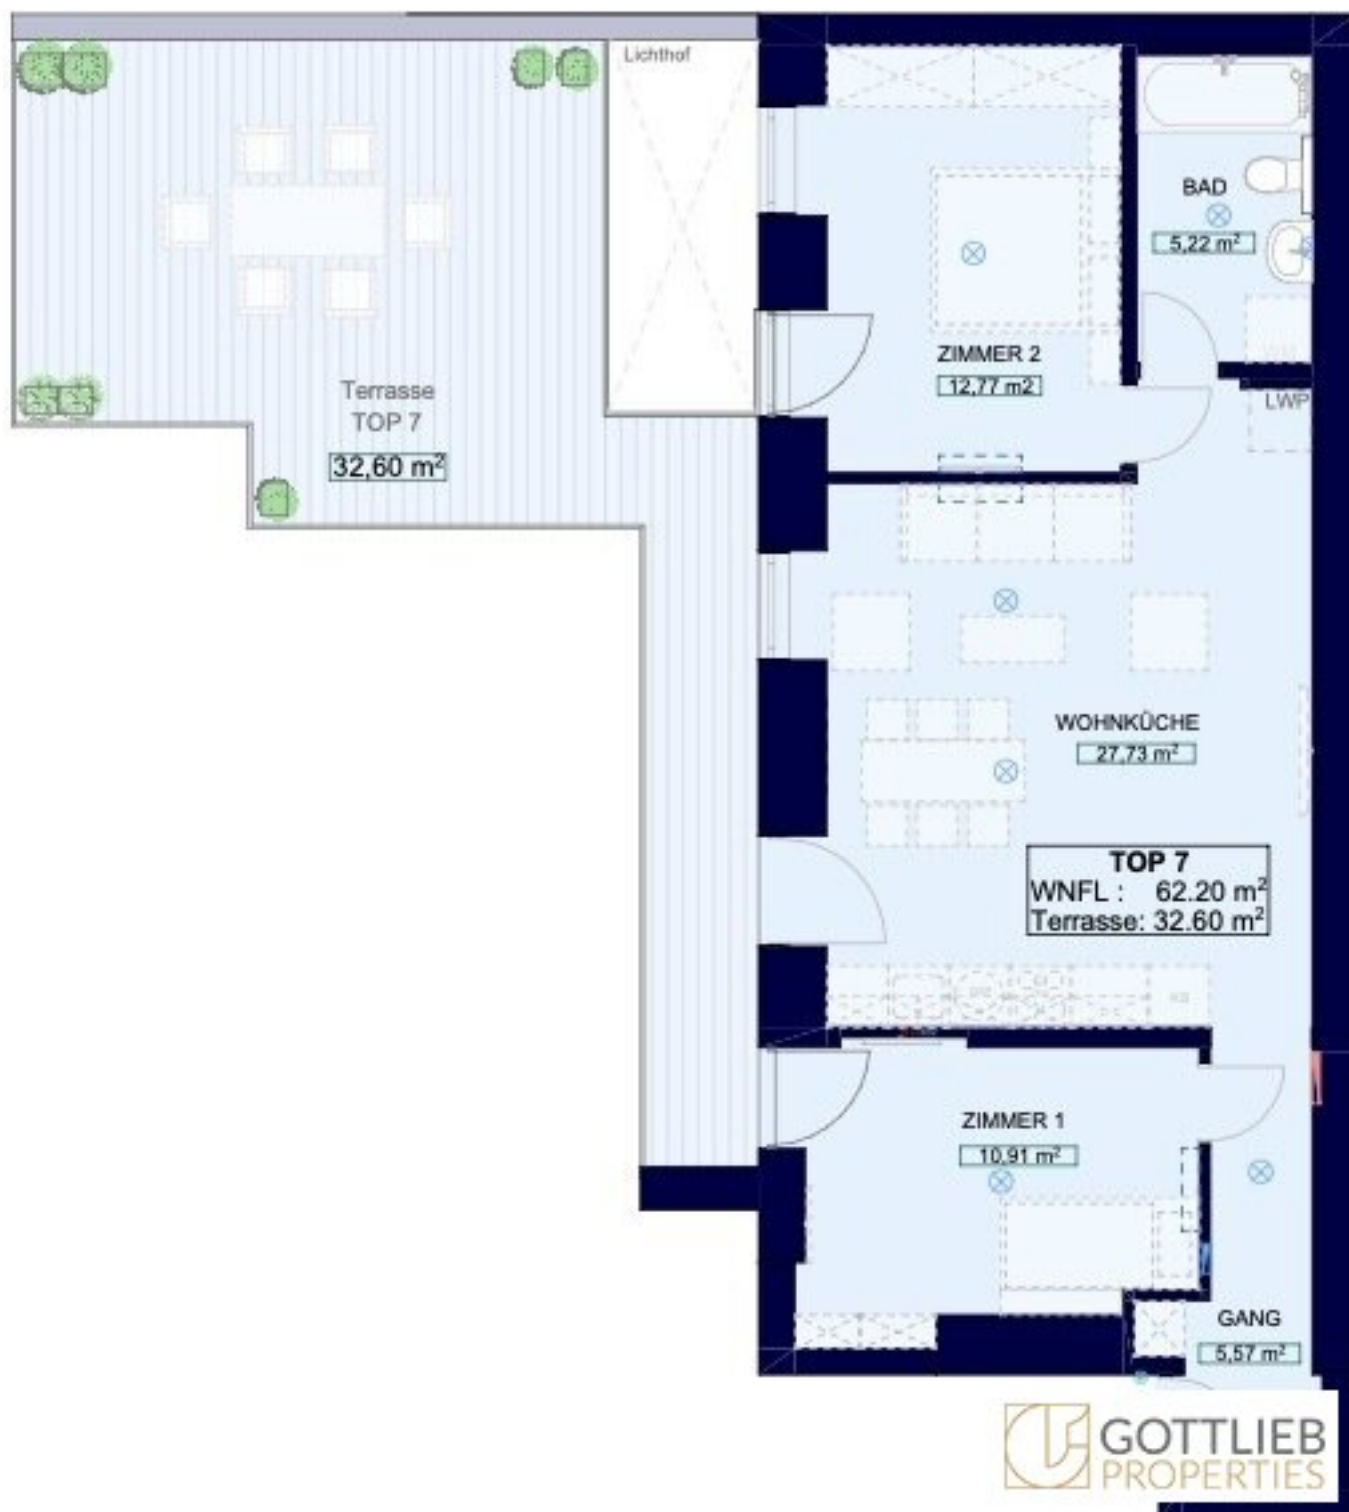 Lichthof
BAD
5,22 m²
ZIMMER 2
12,77 m2
Terrasse
TOP 7
32,60 m²
LWP
WOHNKÜCHE
27,73 m²
TOP 7
WNFL : 62.20 m²
Terrasse: 32.60 m²
ZIMMER 1
10,91 m²
GANG
5,57 m²
GOTTLIEB
PROPERTIES